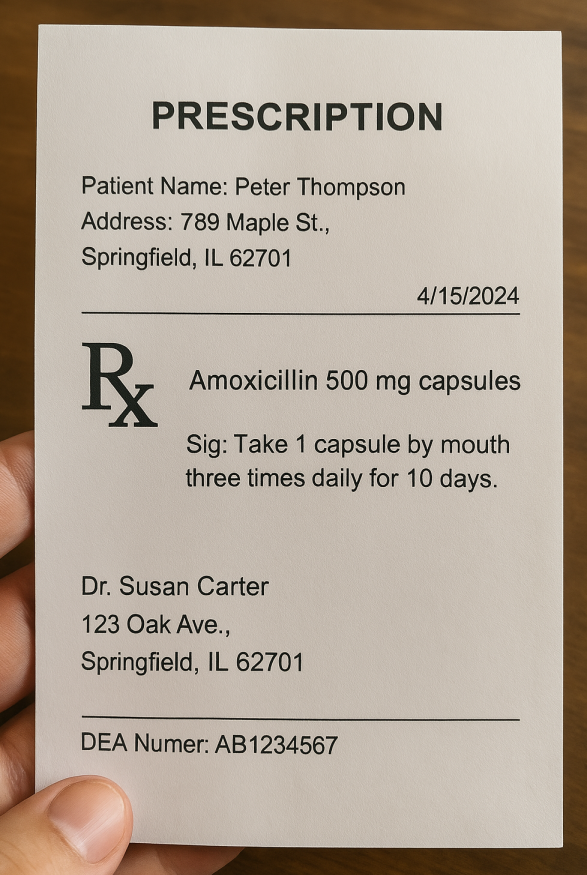 PRESCRIPTION
Patient Name: Peter Thompson
Address: 789 Maple St.,
Springfield, IL 62701
4/15/2024
Rx
Amoxicillin 500 mg capsules
Sig: Take 1 capsule by mouth
three times daily for 10 days.
Dr. Susan Carter
123 Oak Ave.,
Springfield, IL 62701
DEA Numer: AB1234567